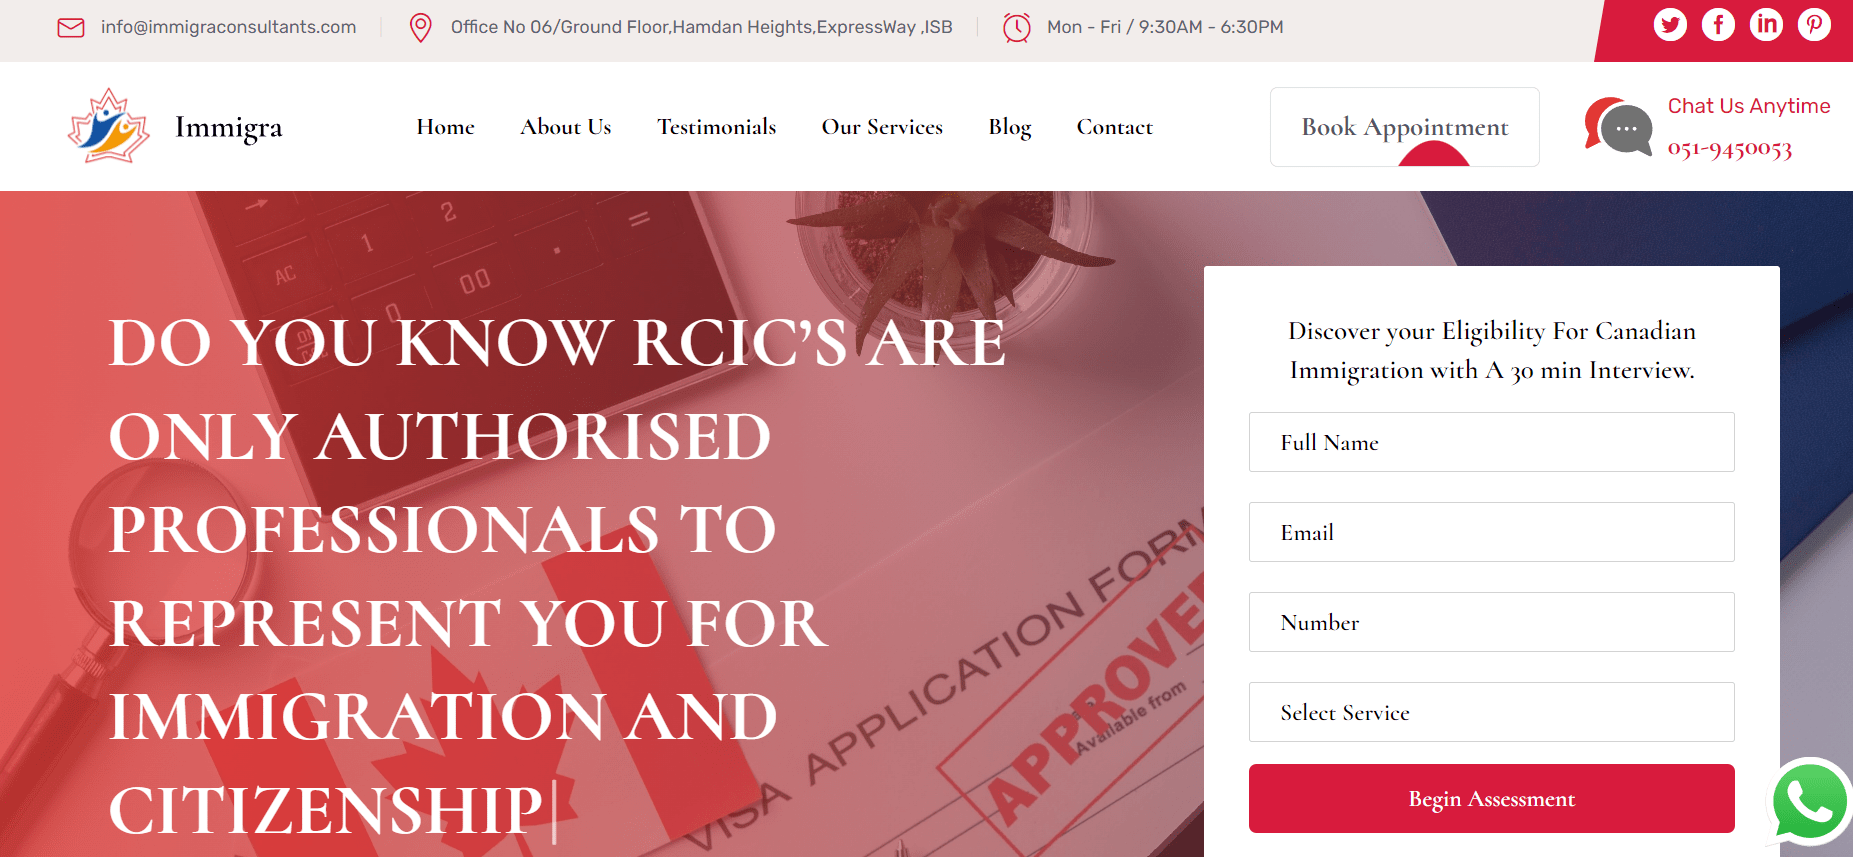 info@immigraconsultants.com
Office No 06/Ground Floor,Hamdan Heights,ExpressWay ,ISB
Mon - Fri / 9:30AM - 6:30PM
Immigra
Home
About Us
Testimonials
Our Services
Blog
Contact
Book Appointment
Chat Us Anytime
051-9450053
DO YOU KNOW RCIC’S ARE
ONLY AUTHORISED
PROFESSIONALS TO
REPRESENT YOU FOR
IMMIGRATION AND
CITIZENSHIP
Discover your Eligibility For Canadian
Immigration with A 30 min Interview.
Full Name
Email
Number
Select Service
Begin Assessment
AC
1
2
0
00
.
=
VISA APPLICATION FORM
APPROVE
Available from